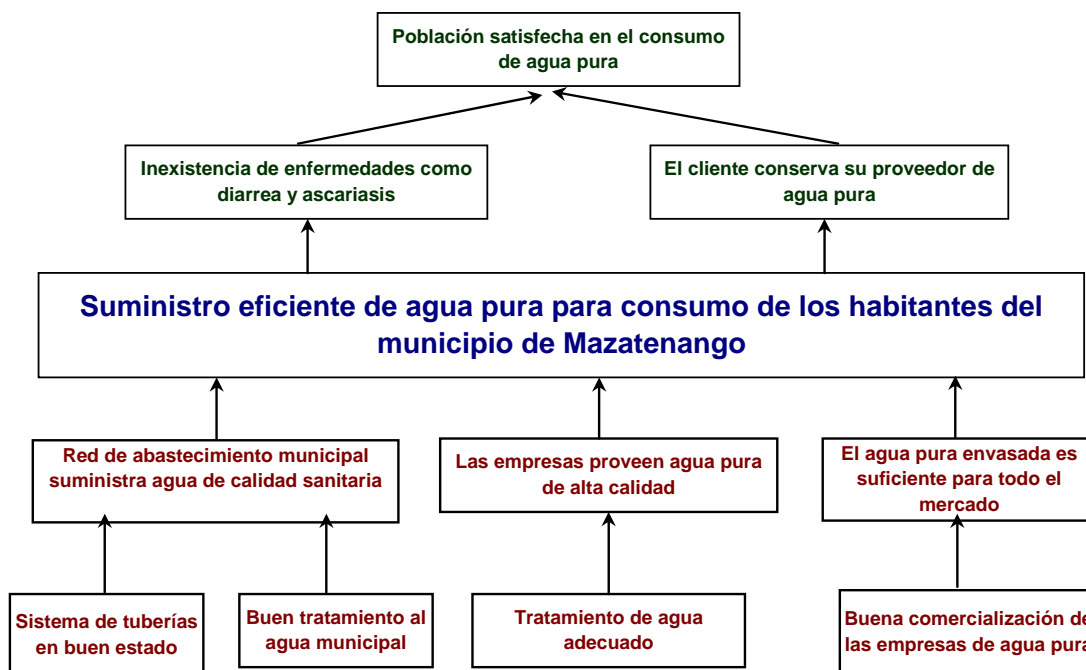 Población satisfecha en el consumo
de agua pura
Inexistencia de enfermedades como
diarrea y ascariasis
El cliente conserva su proveedor de
agua pura
Suministro eficiente de agua pura para consumo de los habitantes del
municipio de Mazatenango
Red de abastecimiento municipal
suministra agua de calidad sanitaria
Las empresas proveen agua pura
de alta calidad
El agua pura envasada es
suficiente para todo el
mercado
Sistema de tuberías
en buen estado
Buen tratamiento al
agua municipal
Tratamiento de agua
adecuado
Buena comercialización de
las empresas de agua pura